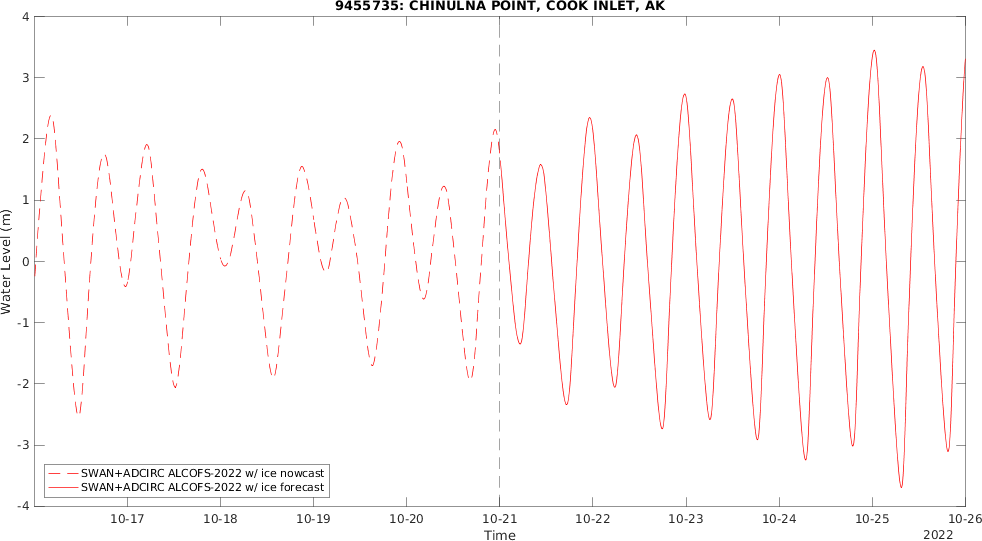 9455735: CHINULNA POINT, COOK INLET, AK
4
3
2
1
0
-1
-2
-3
-4
Water Level (m)
SWAN+ADCIRC ALCOFS-2022 w/ ice nowcast
SWAN+ADCIRC ALCOFS-2022 w/ ice forecast
10-17 10-18 10-19 10-20 10-21 10-22 10-23 10-24 10-25 10-26
Time
2022